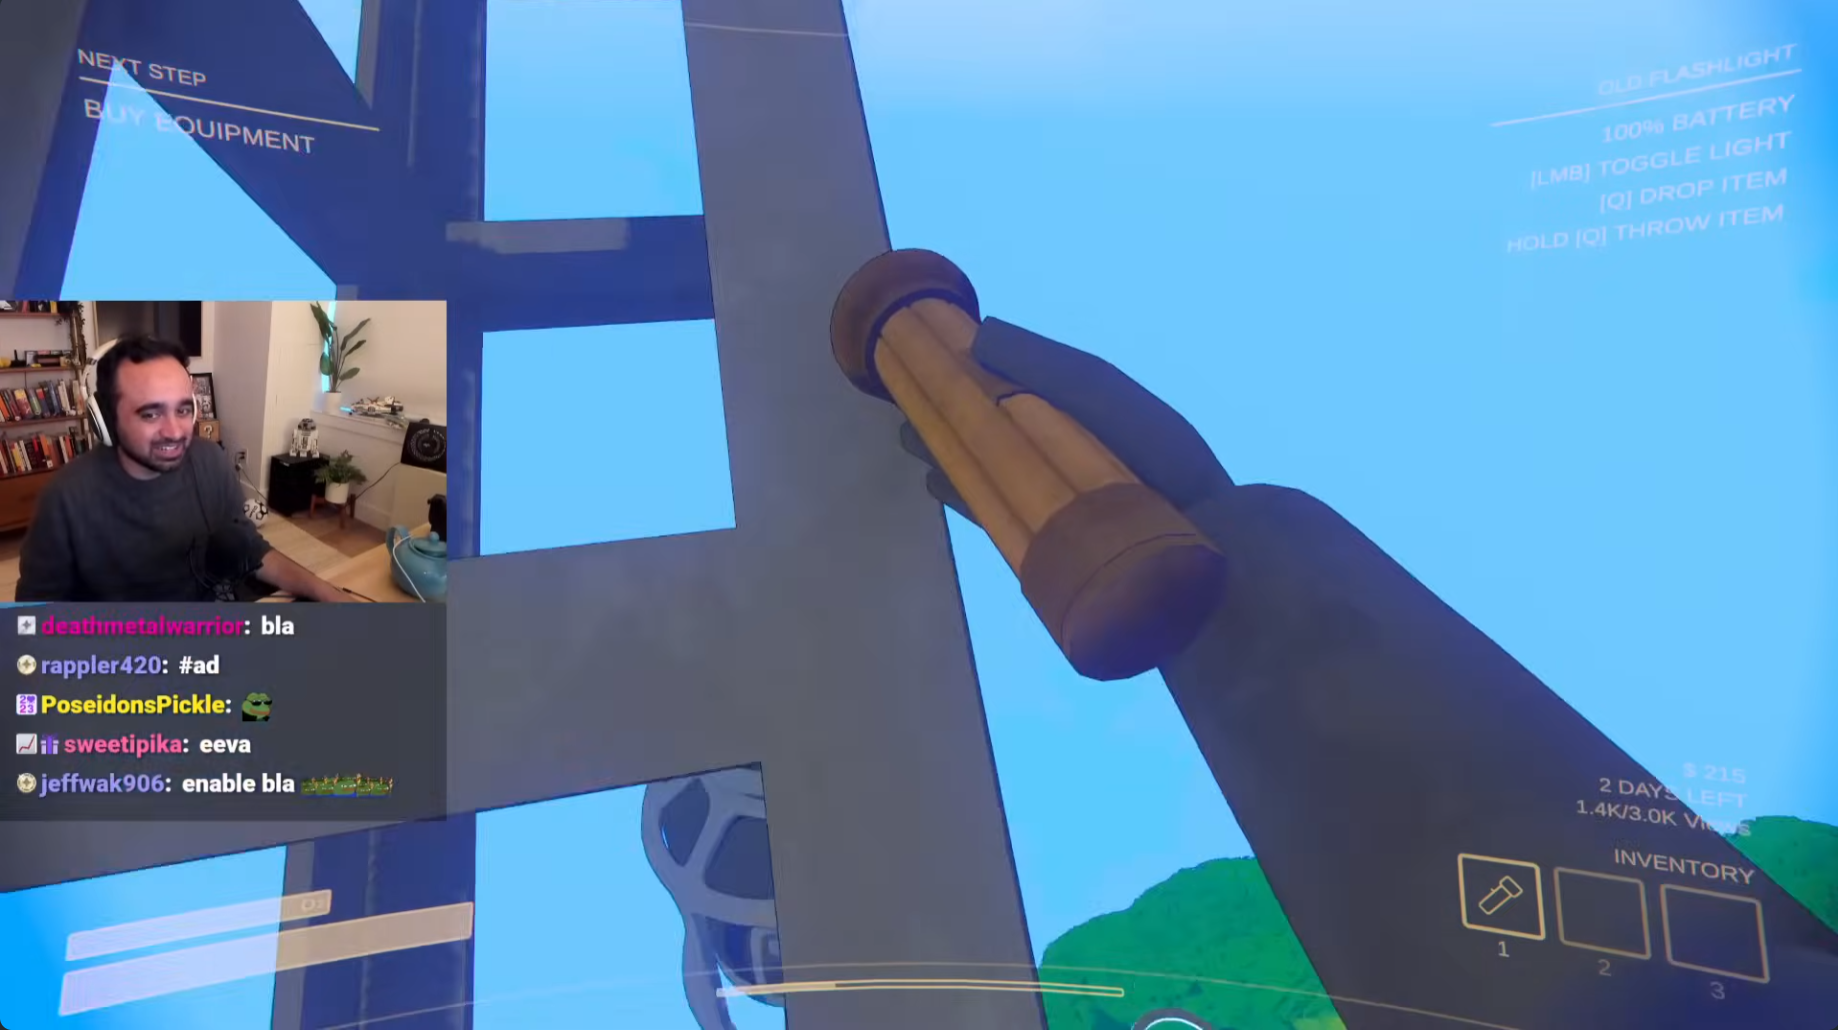 NEXT STEP
BUY EQUIPMENT
OLD FLASHLIGHT
100% BATTERY
[LMB] TOGGLE LIGHT
[Q] DROP ITEM
HOLD [Q] THROW ITEM
deathmetalwarrior: bla
rappler420: #ad
PoseidonsPickle:
sweetipika: eeva
jeffwak906: enable bla
$ 215
2 DAYS LEFT
1.4K/3.0K VIEWS
INVENTORY
1
2
3